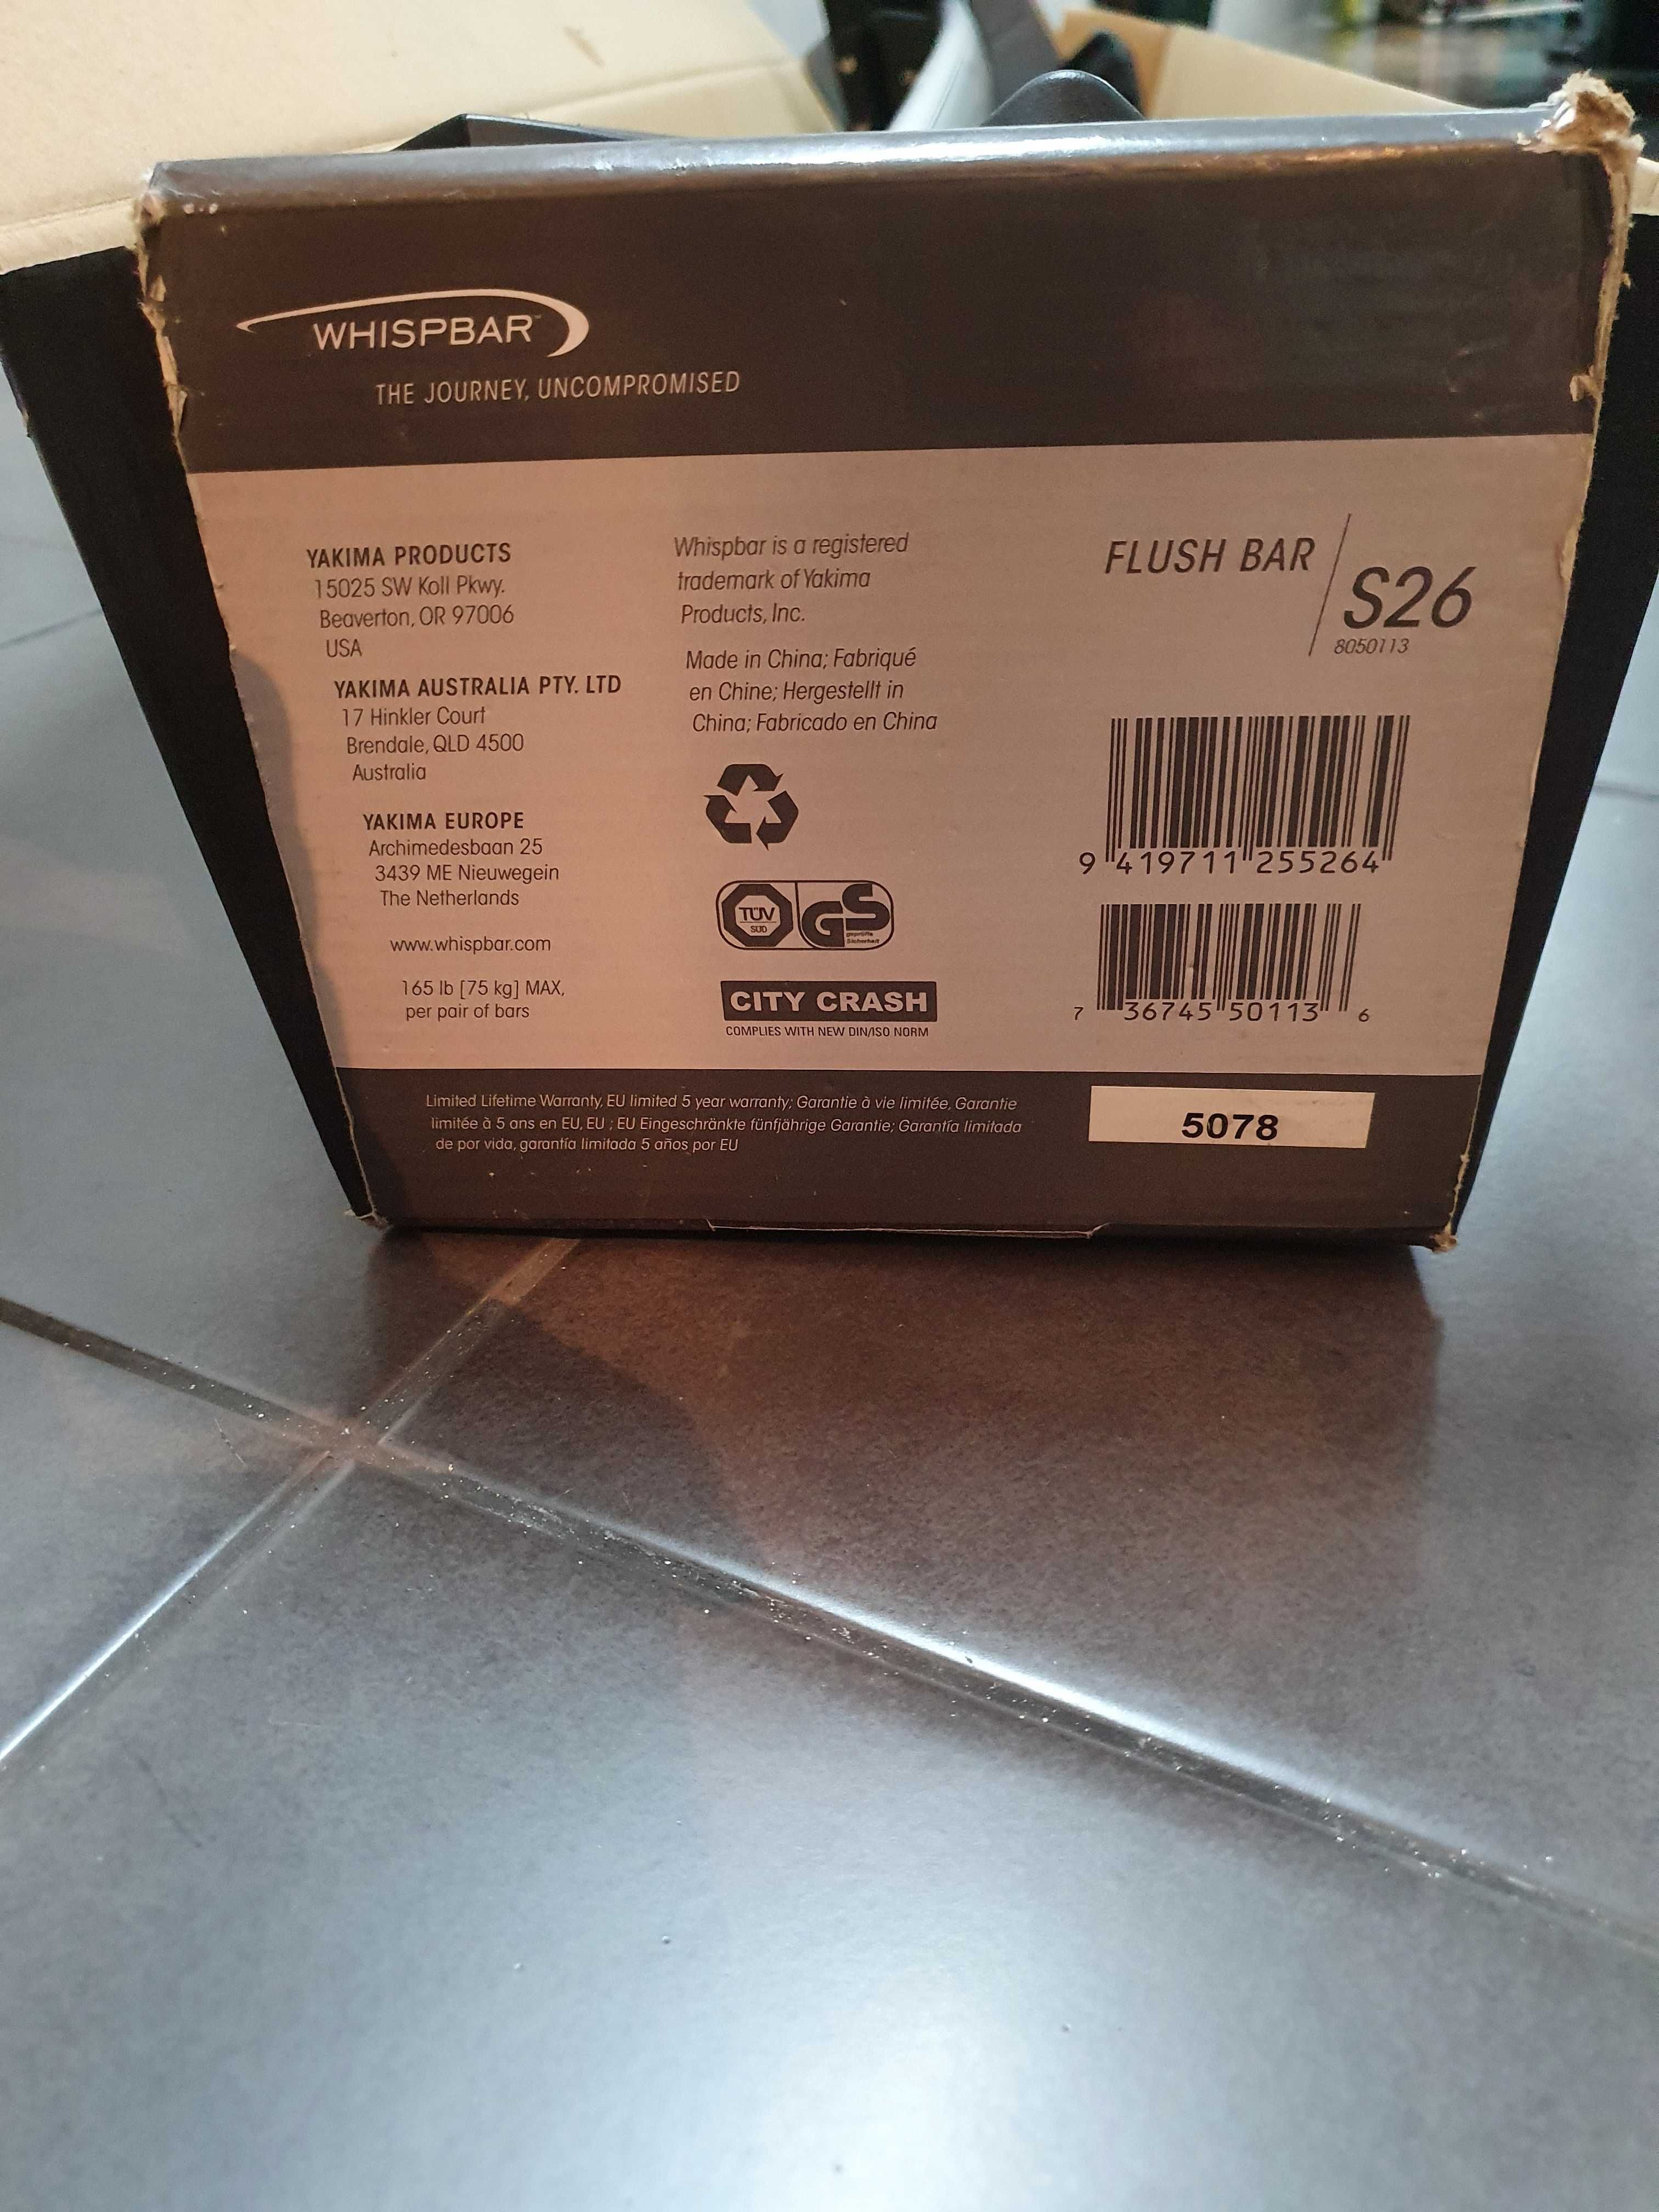 WHISPBAR™
THE JOURNEY, UNCOMPROMISED
YAKIMA PRODUCTS
15025 SW Koll Pkwy.
Beaverton, OR 97006
USA
YAKIMA AUSTRALIA PTY. LTD
17 Hinkler Court
Brendale, QLD 4500
Australia
YAKIMA EUROPE
Archimedesbaan 25
3439 ME Nieuwegein
The Netherlands
www.whispbar.com
165 lb [75 kg] MAX,
per pair of bars
Whispbar is a registered
trademark of Yakima
Products, Inc.
Made in China; Fabriqué
en Chine; Hergestellt in
China; Fabricado en China
TÜV
SÜD
GS
geprüfte
Sicherheit
CITY CRASH
COMPLIES WITH NEW DIN/ISO NORM
FLUSH BAR
S26
8050113
9 419711 255264
7 36745 50113 6
Limited Lifetime Warranty, EU limited 5 year warranty; Garantie à vie limitée, Garantie
limitée à 5 ans en EU, EU ; EU Eingeschränkte fünfjährige Garantie; Garantía limitada
de por vida, garantía limitada 5 años por EU
5078